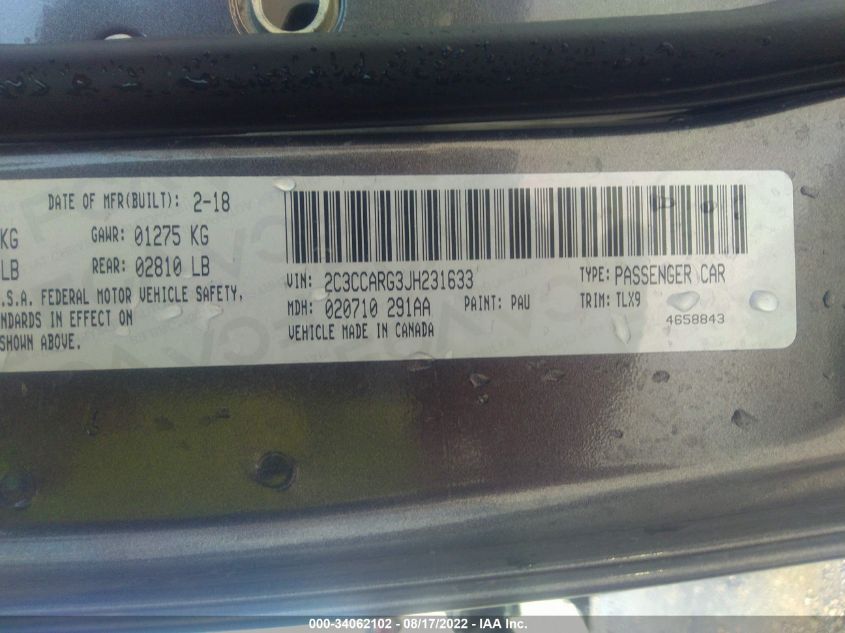 DATE OF MFR(BUILT): 2-18
KG GAWR: 01275 KG
LB REAR: 02810 LB
.S.A. FEDERAL MOTOR VEHICLE SAFETY,
NDARDS IN EFFECT ON
SHOWN ABOVE.
VIN: 2C3CCARG3JH231633 TYPE: PASSENGER CAR
MDH: 020710 291AA PAINT: PAU TRIM: TLX9
VEHICLE MADE IN CANADA 4658843
000-34062102 - 08/17/2022 - IAA Inc.